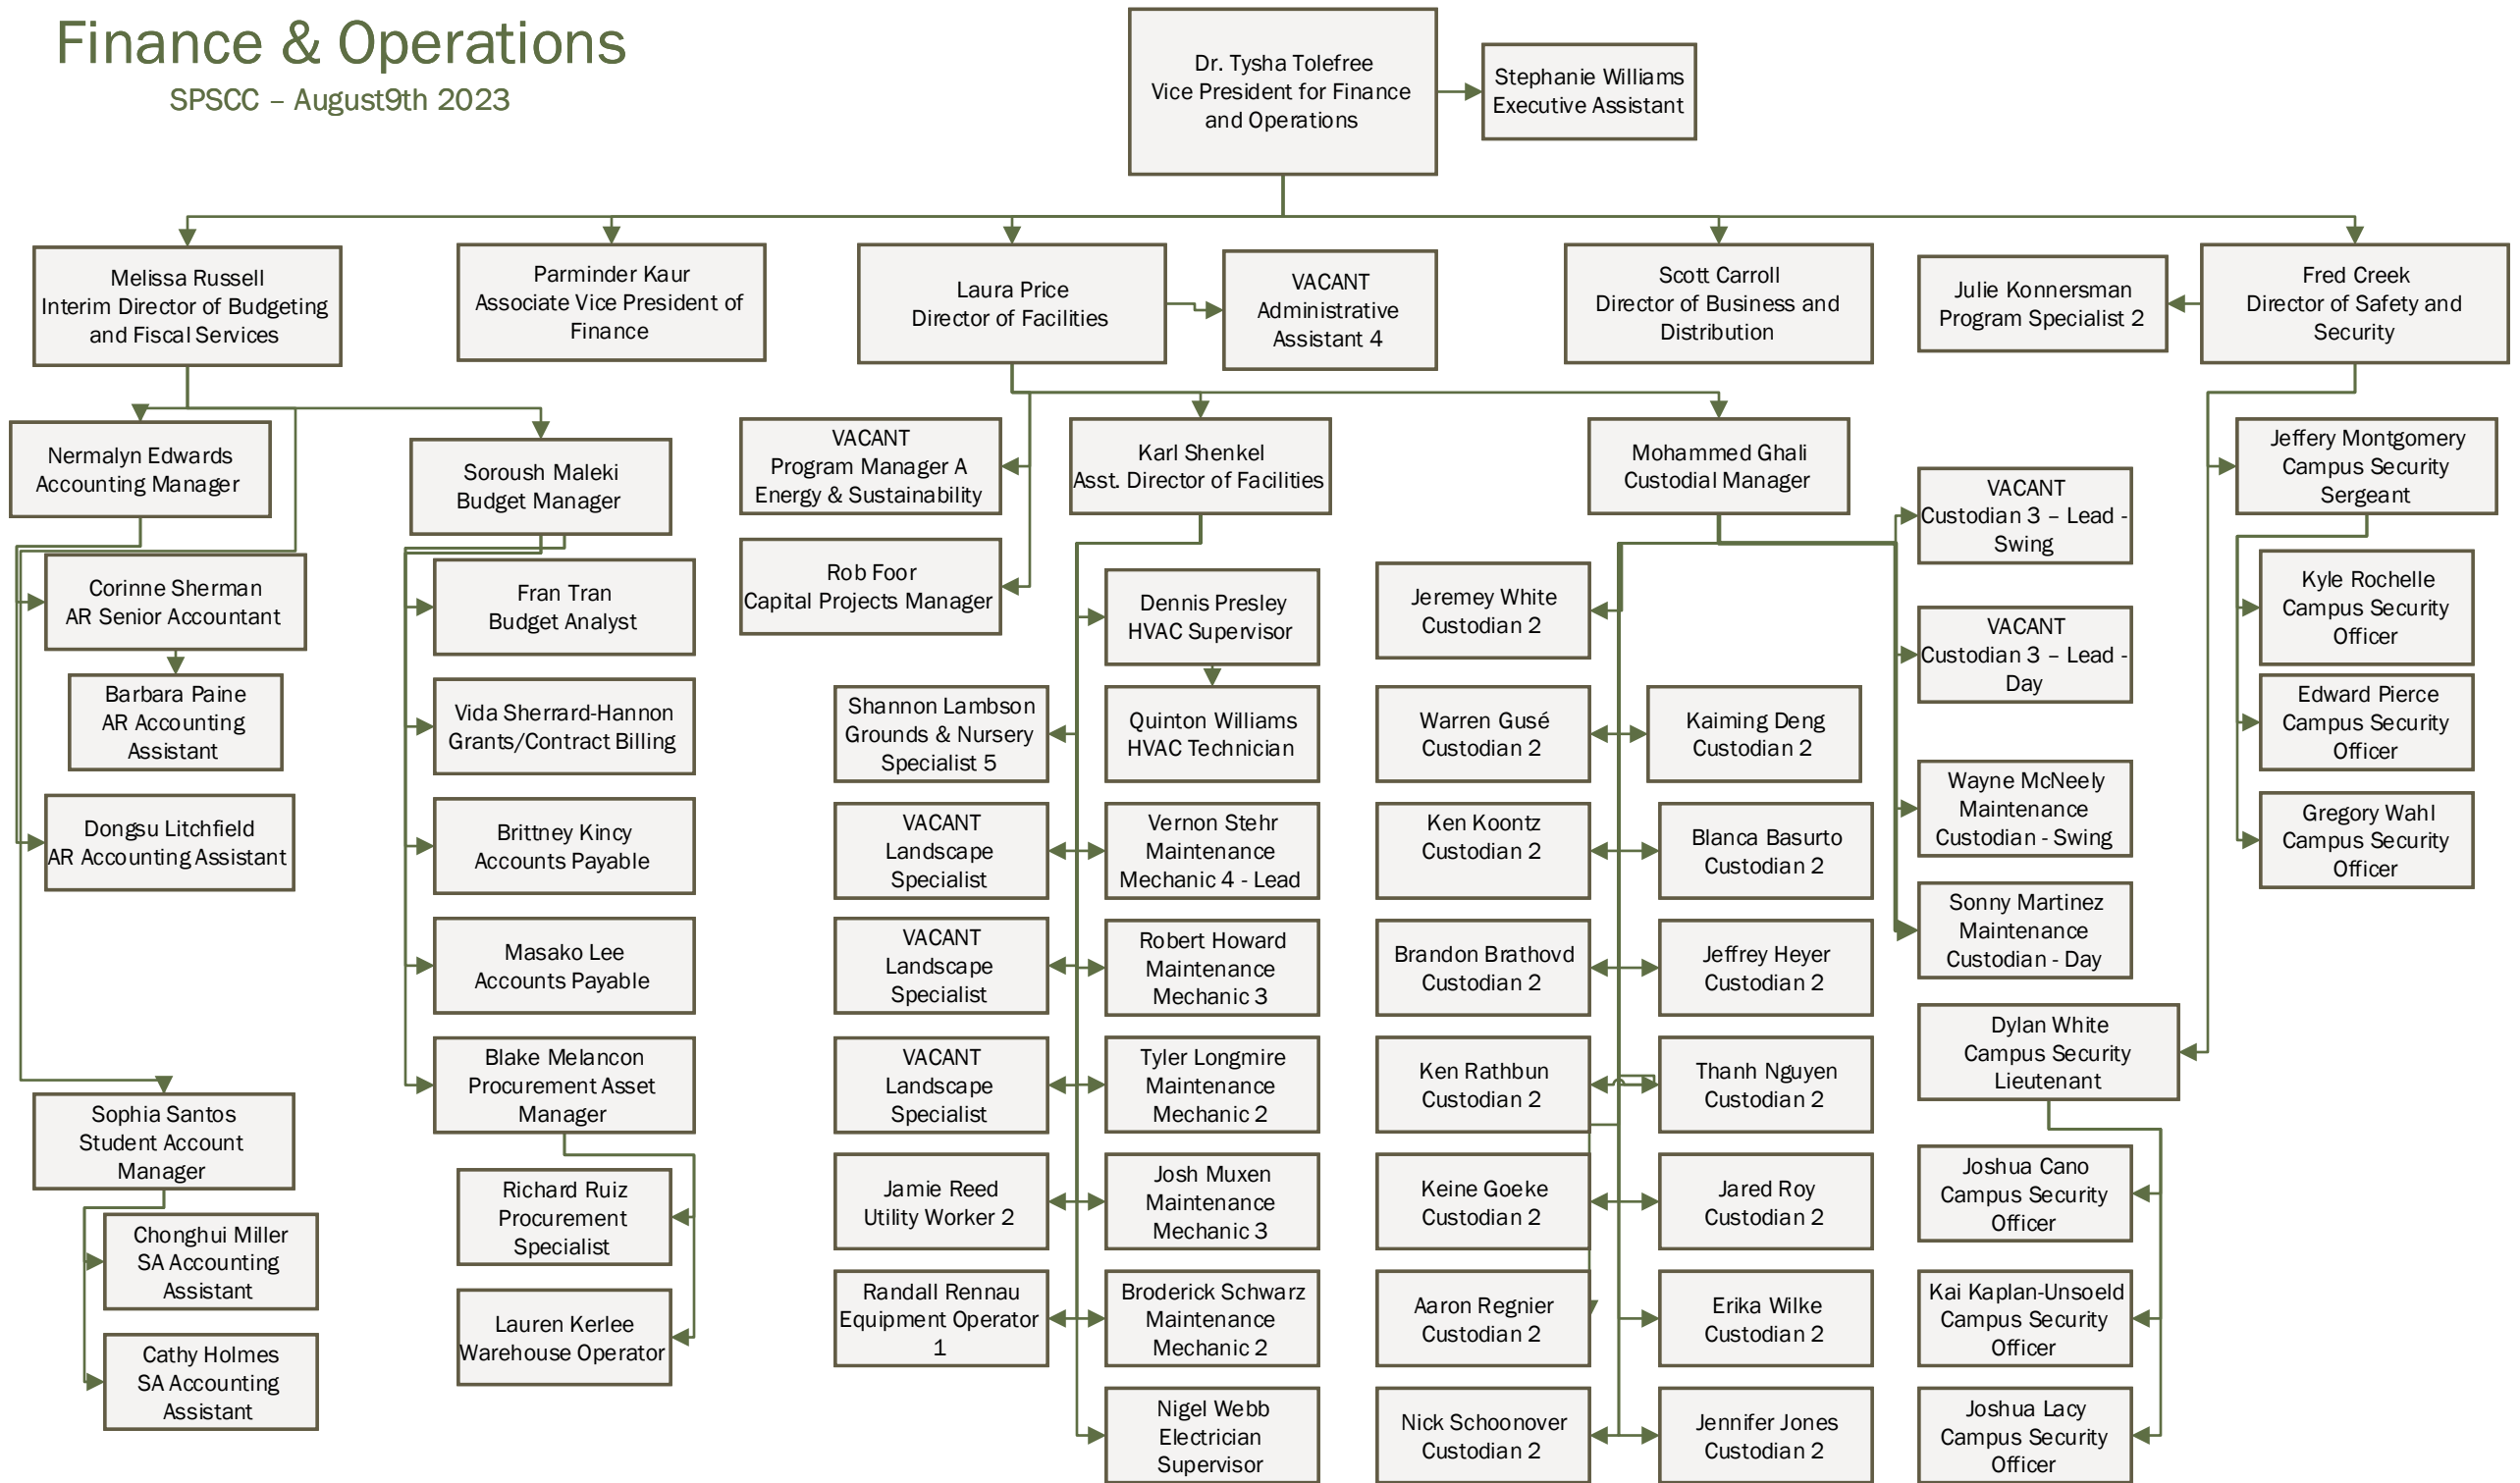 Finance & Operations
SPSCC – August9th 2023
Dr. Tysha Tolefree
Vice President for Finance
and Operations
Stephanie Williams
Executive Assistant
Melissa Russell
Interim Director of Budgeting
and Fiscal Services
Parminder Kaur
Associate Vice President of
Finance
Laura Price
Director of Facilities
VACANT
Administrative
Assistant 4
Scott Carroll
Director of Business and
Distribution
Julie Konnersman
Program Specialist 2
Fred Creek
Director of Safety and
Security
Nermalyn Edwards
Accounting Manager
Corinne Sherman
AR Senior Accountant
Barbara Paine
AR Accounting
Assistant
Dongsu Litchfield
AR Accounting Assistant
Sophia Santos
Student Account
Manager
Chonghui Miller
SA Accounting
Assistant
Cathy Holmes
SA Accounting
Assistant
Soroush Maleki
Budget Manager
Fran Tran
Budget Analyst
Vida Sherrard-Hannon
Grants/Contract Billing
Brittney Kincy
Accounts Payable
Masako Lee
Accounts Payable
Blake Melancon
Procurement Asset
Manager
Richard Ruiz
Procurement
Specialist
Lauren Kerlee
Warehouse Operator
VACANT
Program Manager A
Energy & Sustainability
Rob Foor
Capital Projects Manager
Karl Shenkel
Asst. Director of Facilities
Dennis Presley
HVAC Supervisor
Shannon Lambson
Grounds & Nursery
Specialist 5
Quinton Williams
HVAC Technician
VACANT
Landscape
Specialist
Vernon Stehr
Maintenance
Mechanic 4 - Lead
VACANT
Landscape
Specialist
Robert Howard
Maintenance
Mechanic 3
VACANT
Landscape
Specialist
Tyler Longmire
Maintenance
Mechanic 2
Jamie Reed
Utility Worker 2
Josh Muxen
Maintenance
Mechanic 3
Randall Rennau
Equipment Operator
1
Broderick Schwarz
Maintenance
Mechanic 2
Nigel Webb
Electrician
Supervisor
Mohammed Ghali
Custodial Manager
Jeremey White
Custodian 2
Warren Gusé
Custodian 2
Kaiming Deng
Custodian 2
Ken Koontz
Custodian 2
Blanca Basurto
Custodian 2
Brandon Brathovd
Custodian 2
Jeffrey Heyer
Custodian 2
Ken Rathbun
Custodian 2
Thanh Nguyen
Custodian 2
Keine Goeke
Custodian 2
Jared Roy
Custodian 2
Aaron Regnier
Custodian 2
Erika Wilke
Custodian 2
Nick Schoonover
Custodian 2
Jennifer Jones
Custodian 2
VACANT
Custodian 3 – Lead -
Swing
VACANT
Custodian 3 – Lead -
Day
Wayne McNeely
Maintenance
Custodian - Swing
Sonny Martinez
Maintenance
Custodian - Day
Jeffery Montgomery
Campus Security
Sergeant
Kyle Rochelle
Campus Security
Officer
Edward Pierce
Campus Security
Officer
Gregory Wahl
Campus Security
Officer
Dylan White
Campus Security
Lieutenant
Joshua Cano
Campus Security
Officer
Kai Kaplan-Unsoeld
Campus Security
Officer
Joshua Lacy
Campus Security
Officer